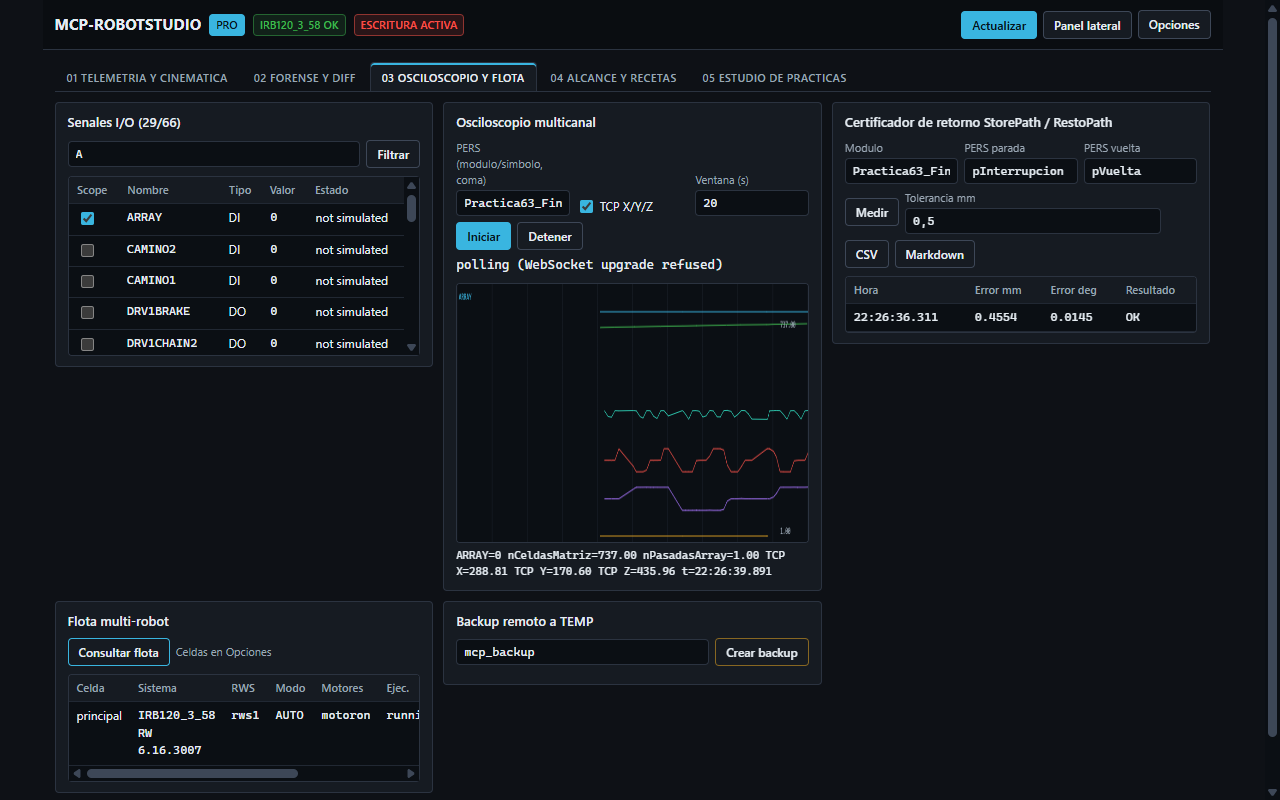 MCP-ROBOTSTUDIO PRO IRB120_3_58 OK ESCRITURA ACTIVA Actualizar Panel lateral Opciones
01 TELEMETRIA Y CINEMATICA 02 FORENSE Y DIFF 03 OSCILOSCOPIO Y FLOTA 04 ALCANCE Y RECETAS 05 ESTUDIO DE PRACTICAS
Senales I/O (29/66)
A Filtrar
Scope Nombre Tipo Valor Estado
ARRAY DI 0 not simulated
CAMINO2 DI 0 not simulated
CAMINO1 DI 0 not simulated
DRV1BRAKE DO 0 not simulated
DRV1CHAIN2 DO 0 not simulated
Osciloscopio multicanal
PERS
(modulo/simbolo,
coma)
Ventana (s)
Practica63_Fin TCP X/Y/Z 20
Iniciar Detener
polling (WebSocket upgrade refused)
ARRAY
737.00
1.00
ARRAY=0 nCeldasMatriz=737.00 nPasadasArray=1.00 TCP
X=288.81 TCP Y=170.60 TCP Z=435.96 t=22:26:39.891
Certificador de retorno StorePath / RestoPath
Modulo PERS parada PERS vuelta
Practica63_Fin pInterrupcion pVuelta
Tolerancia mm
Medir 0,5
CSV Markdown
Hora Error mm Error deg Resultado
22:26:36.311 0.4554 0.0145 OK
Flota multi-robot
Consultar flota Celdas en Opciones
Celda Sistema RWS Modo Motores Ejec.
principal IRB120_3_58 rws1 AUTO motoron runni
RW
6.16.3007
Backup remoto a TEMP
mcp_backup Crear backup